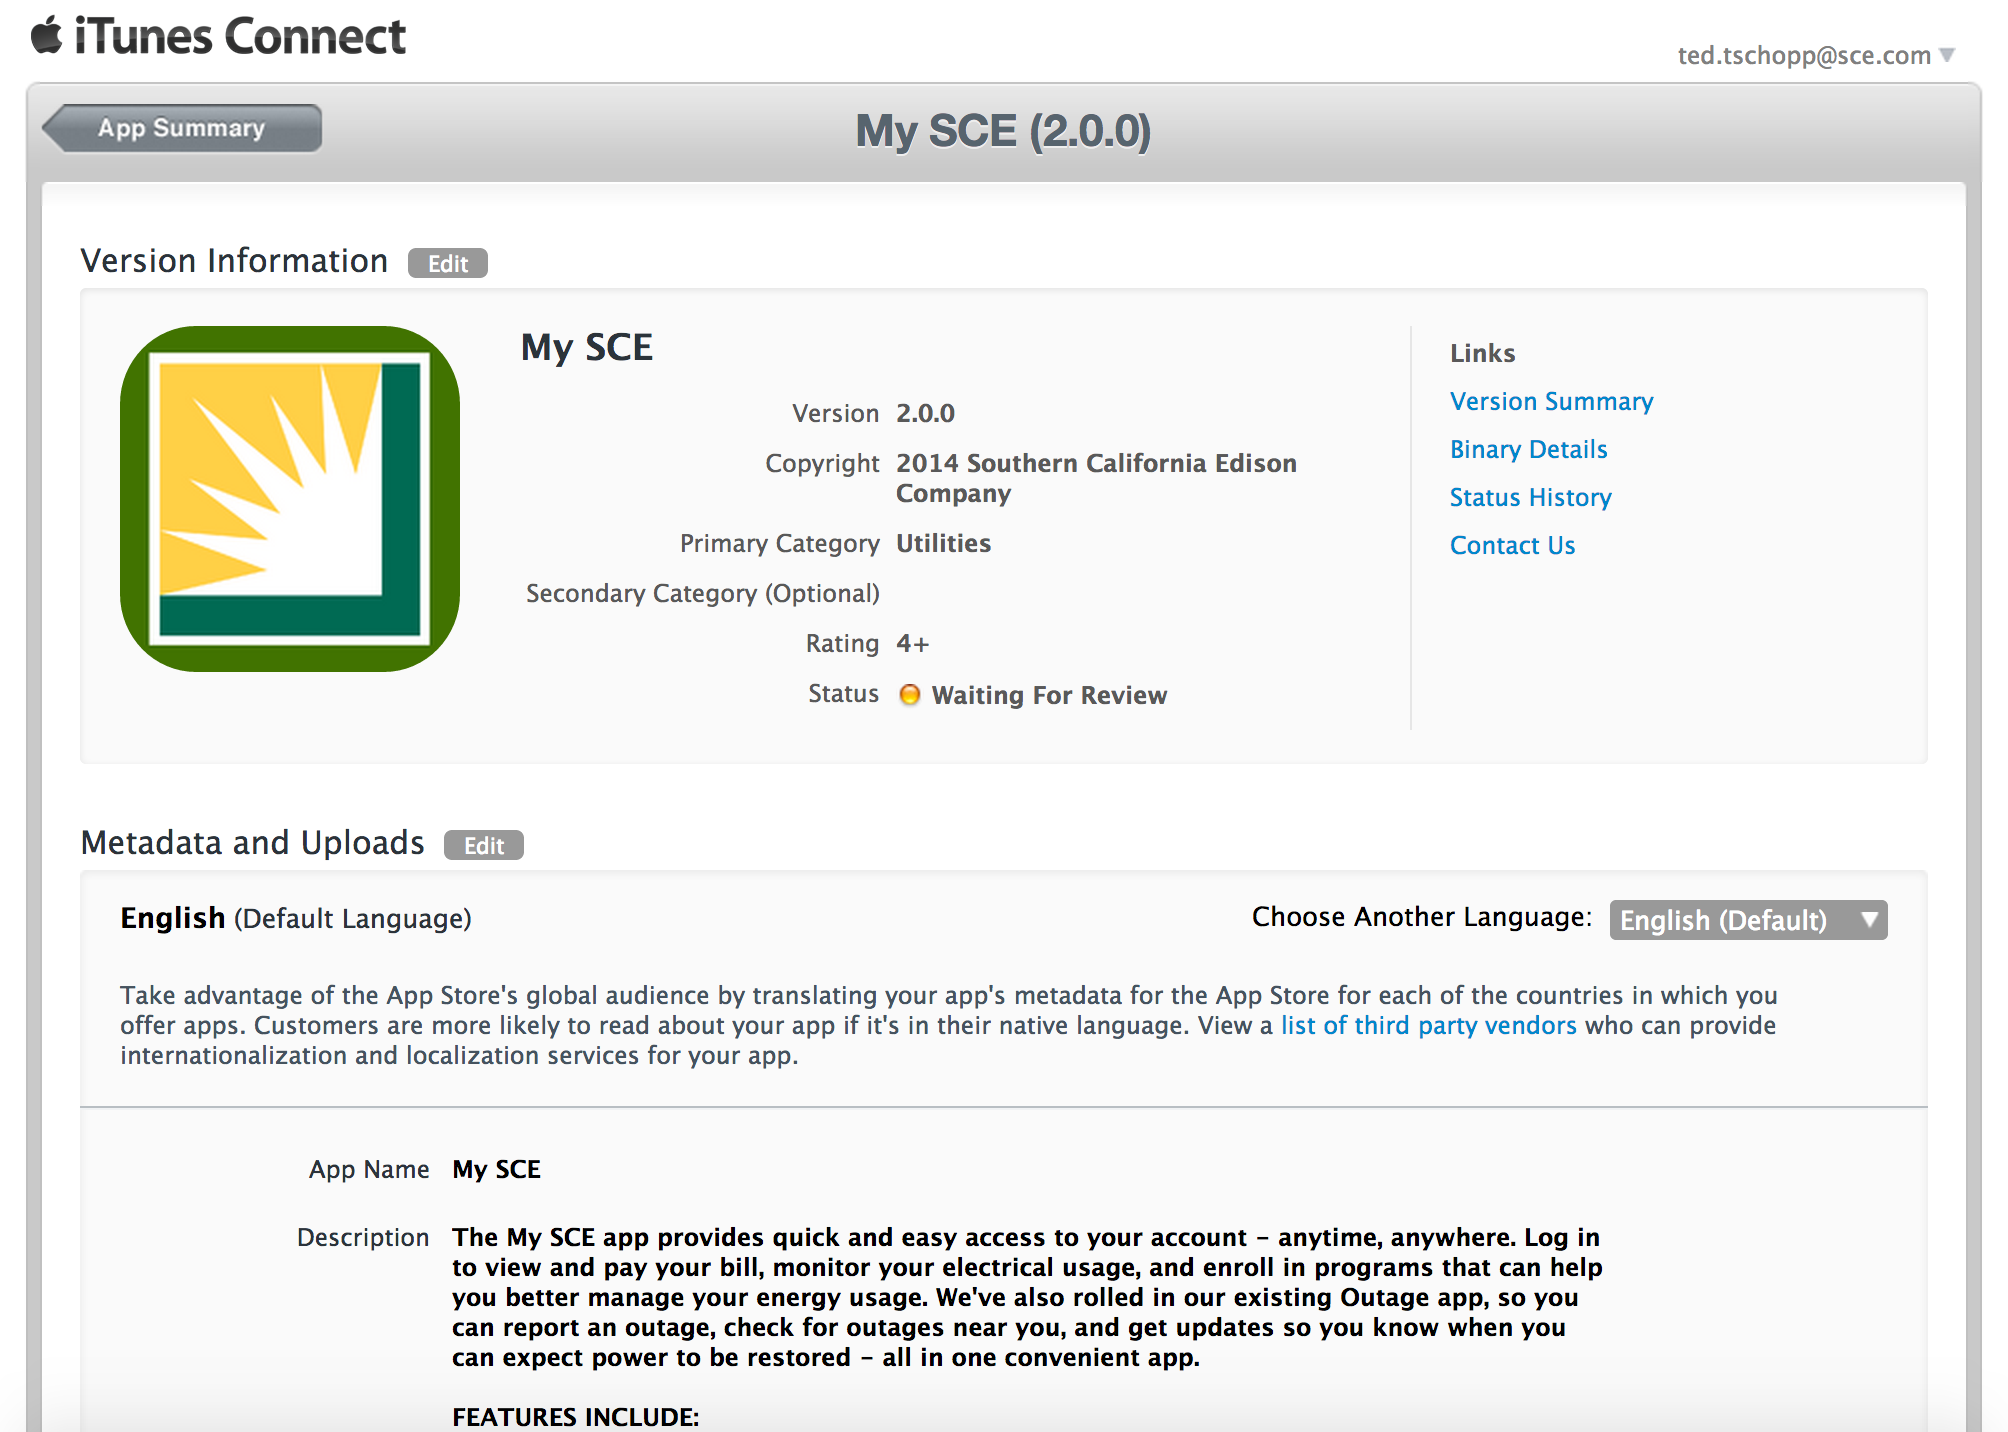 iTunes Connect
ted.tschopp@sce.com
App Summary
My SCE (2.0.0)
Version Information Edit
My SCE
Version 2.0.0
Copyright 2014 Southern California Edison
Company
Primary Category Utilities
Secondary Category (Optional)
Rating 4+
Status Waiting For Review
Links
Version Summary
Binary Details
Status History
Contact Us
Metadata and Uploads Edit
English (Default Language)
Choose Another Language: English (Default)
Take advantage of the App Store's global audience by translating your app's metadata for the App Store for each of the countries in which you
offer apps. Customers are more likely to read about your app if it's in their native language. View a list of third party vendors who can provide
internationalization and localization services for your app.
App Name My SCE
Description The My SCE app provides quick and easy access to your account – anytime, anywhere. Log in
to view and pay your bill, monitor your electrical usage, and enroll in programs that can help
you better manage your energy usage. We've also rolled in our existing Outage app, so you
can report an outage, check for outages near you, and get updates so you know when you
can expect power to be restored – all in one convenient app.
FEATURES INCLUDE: